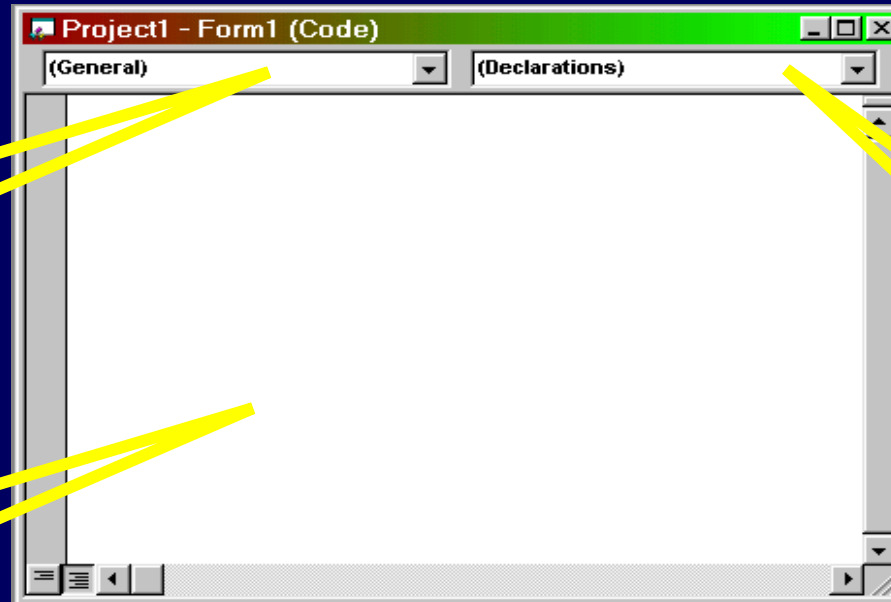 Project1 - Form1 (Code)
(General) (Declarations)